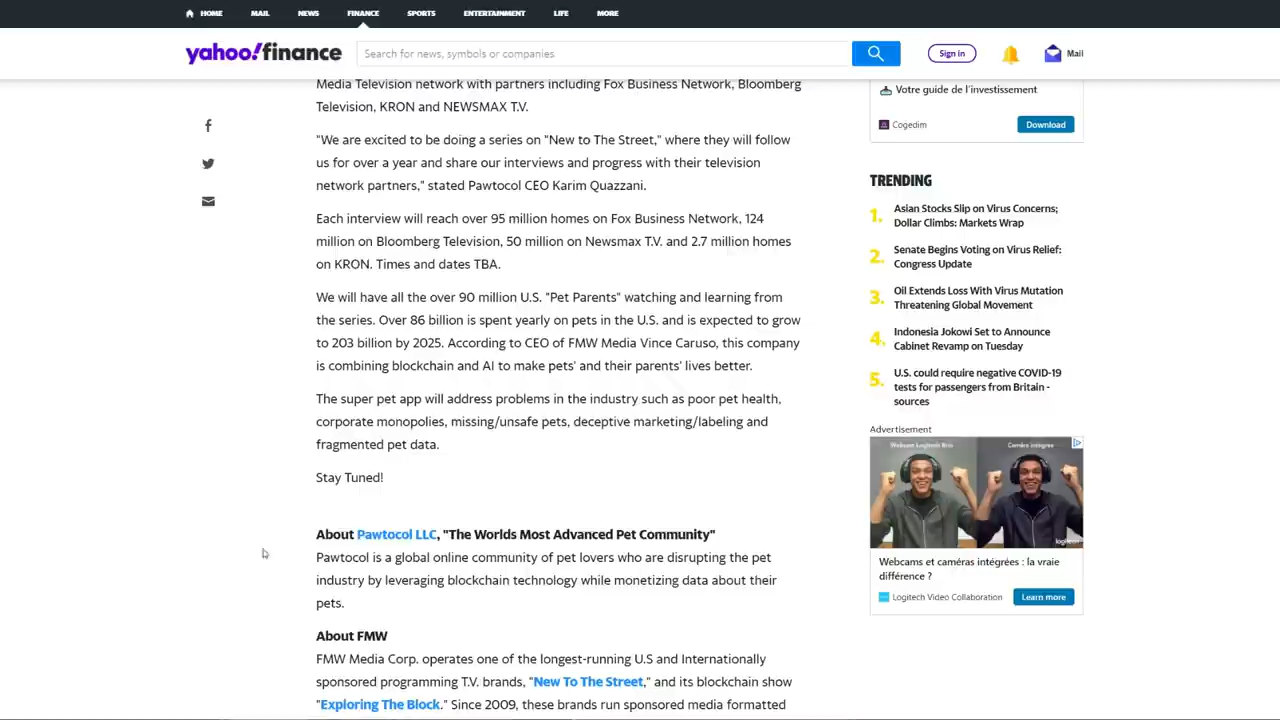 HOME
MAIL
NEWS
FINANCE
SPORTS
ENTERTAINMENT
LIFE
MORE
yahoo!finance
Search for news, symbols or companies
Sign in
Mail
Media Television network with partners including Fox Business Network, Bloomberg
Television, KRON and NEWSMAX T.V.
"We are excited to be doing a series on "New to The Street," where they will follow
us for over a year and share our interviews and progress with their television
network partners," stated Pawtocol CEO Karim Quazzani.
Each interview will reach over 95 million homes on Fox Business Network, 124
million on Bloomberg Television, 50 million on Newsmax T.V. and 2.7 million homes
on KRON. Times and dates TBA.
We will have all the over 90 million U.S. "Pet Parents" watching and learning from
the series. Over 86 billion is spent yearly on pets in the U.S. and is expected to grow
to 203 billion by 2025. According to CEO of FMW Media Vince Caruso, this company
is combining blockchain and AI to make pets' and their parents' lives better.
The super pet app will address problems in the industry such as poor pet health,
corporate monopolies, missing/unsafe pets, deceptive marketing/labeling and
fragmented pet data.
Stay Tuned!
About Pawtocol LLC, "The Worlds Most Advanced Pet Community"
Pawtocol is a global online community of pet lovers who are disrupting the pet
industry by leveraging blockchain technology while monetizing data about their
pets.
About FMW
FMW Media Corp. operates one of the longest-running U.S and Internationally
sponsored programming T.V. brands, "New To The Street," and its blockchain show
"Exploring The Block." Since 2009, these brands run sponsored media formatted
Votre guide de l'investissement
Cogedim
Download
TRENDING
1. Asian Stocks Slip on Virus Concerns;
Dollar Climbs: Markets Wrap
2. Senate Begins Voting on Virus Relief:
Congress Update
3. Oil Extends Loss With Virus Mutation
Threatening Global Movement
4. Indonesia Jokowi Set to Announce
Cabinet Revamp on Tuesday
5. U.S. could require negative COVID-19
tests for passengers from Britain -
sources
Advertisement
Webcam Logitech Brio
Caméra intégrée
logitech
Webcams et caméras intégrées : la vraie
différence ?
Logitech Video Collaboration
Learn more